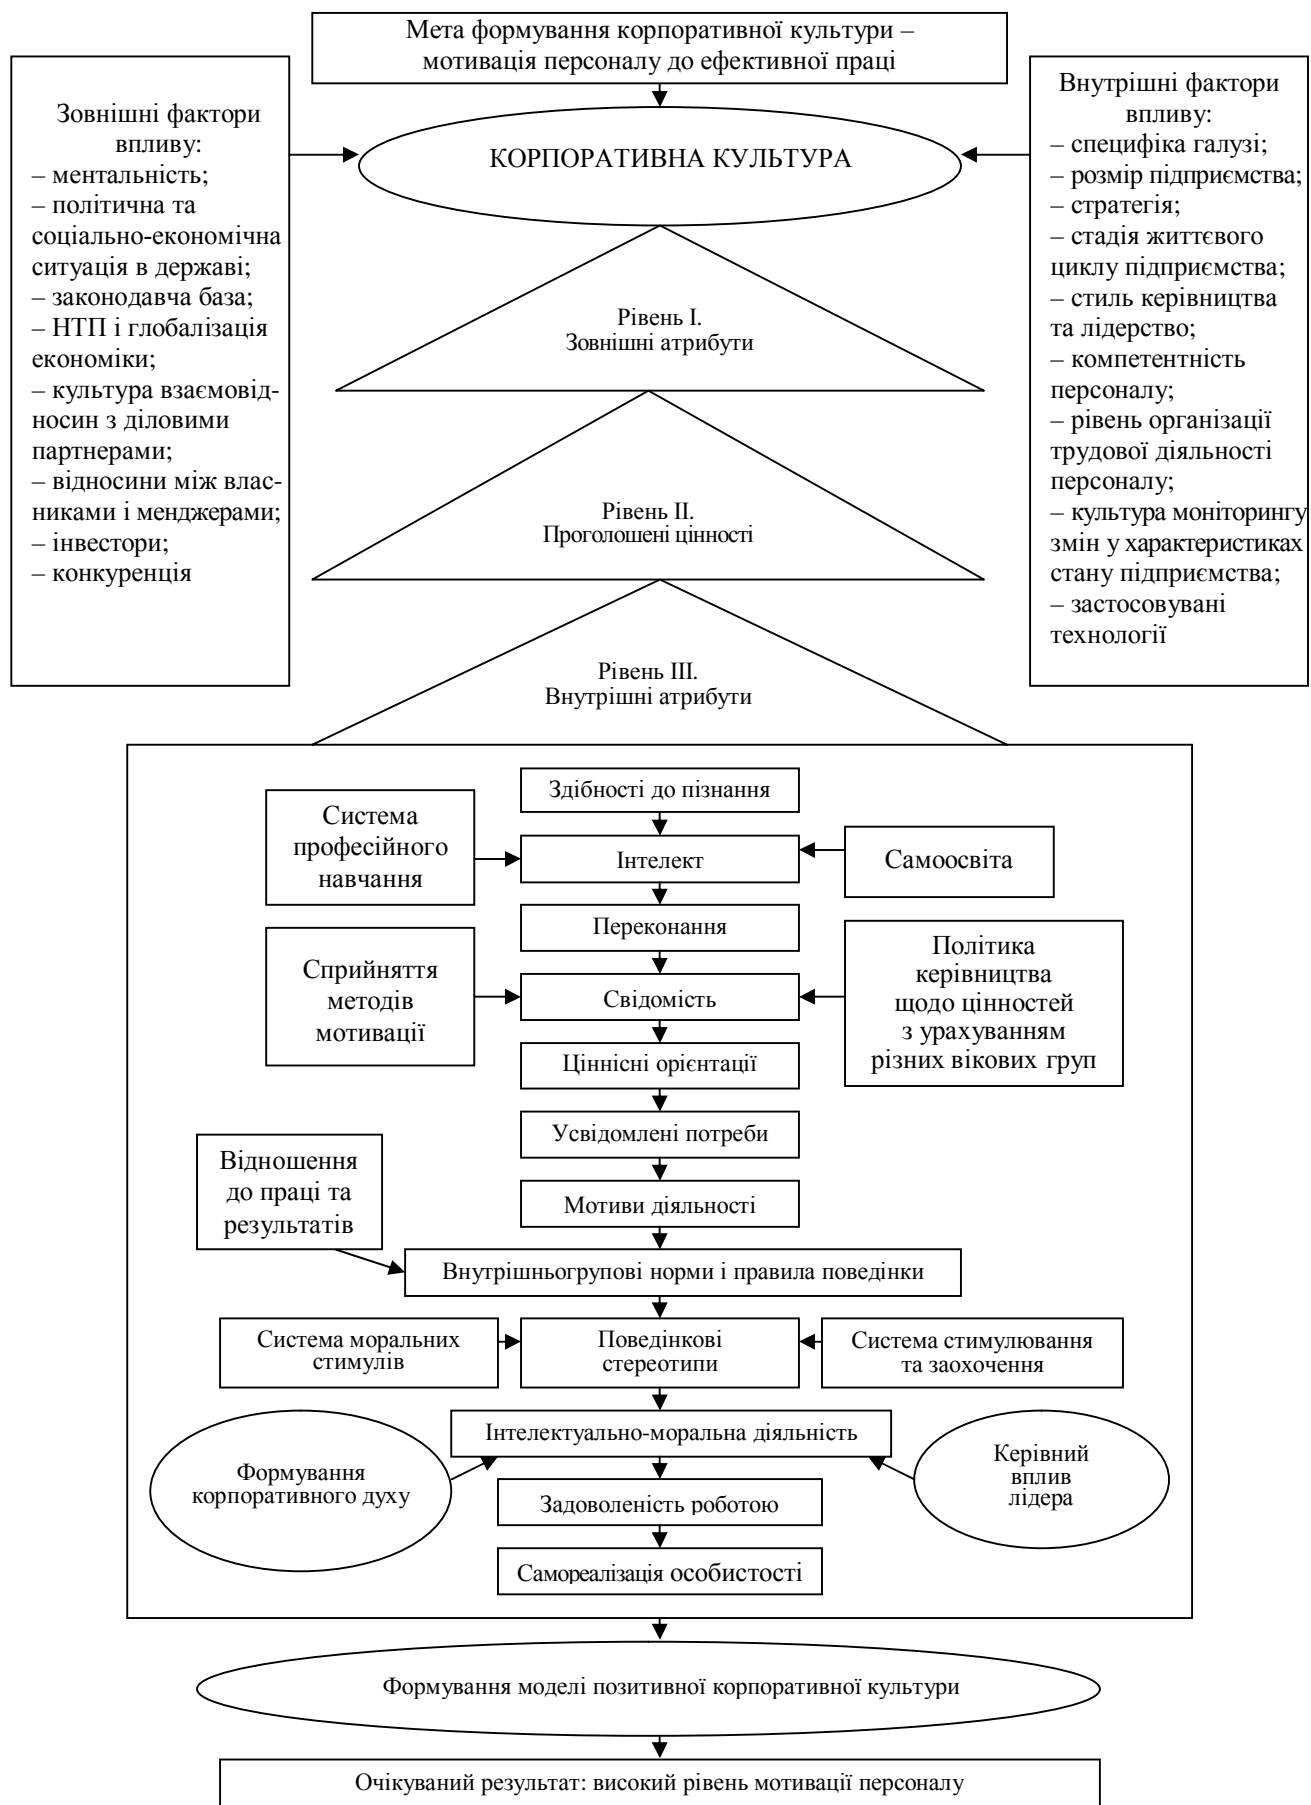 Мета формування корпоративної культури –
мотивація персоналу до ефективної праці
Зовнішні фактори
впливу:
– ментальність;
– політична та
соціально-економічна
ситуація в державі;
– законодавча база;
– НТП і глобалізація
економіки;
– культура взаємовід-
носин з діловими
партнерами;
– відносини між влас-
никами і менджерами;
– інвестори;
– конкуренція
КОРПОРАТИВНА КУЛЬТУРА
Внутрішні фактори
впливу:
– специфіка галузі;
– розмір підприємства;
– стратегія;
– стадія життєвого
циклу підприємства;
– стиль керівництва
та лідерство;
– компетентність
персоналу;
– рівень організації
трудової діяльності
персоналу;
– культура моніторингу
змін у характеристиках
стану підприємства;
– застосовувані
технології
Рівень I.
Зовнішні атрибути
Рівень II.
Проголошені цінності
Рівень III.
Внутрішні атрибути
Здібності до пізнання
Система
професійного
навчання
Інтелект
Самоосвіта
Переконання
Сприйняття
методів
мотивації
Свідомість
Політика
керівництва
щодо цінностей
з урахуванням
різних вікових груп
Ціннісні орієнтації
Усвідомлені потреби
Відношення
до праці та
результатів
Мотиви діяльності
Внутрішньогрупові норми і правила поведінки
Система моральних
стимулів
Поведінкові
стереотипи
Система стимулювання
та заохочення
Інтелектуально-моральна діяльність
Формування
корпоративного духу
Керівний
вплив
лідера
Задоволеність роботою
Самореалізація особистості
Формування моделі позитивної корпоративної культури
Очікуваний результат: високий рівень мотивації персоналу